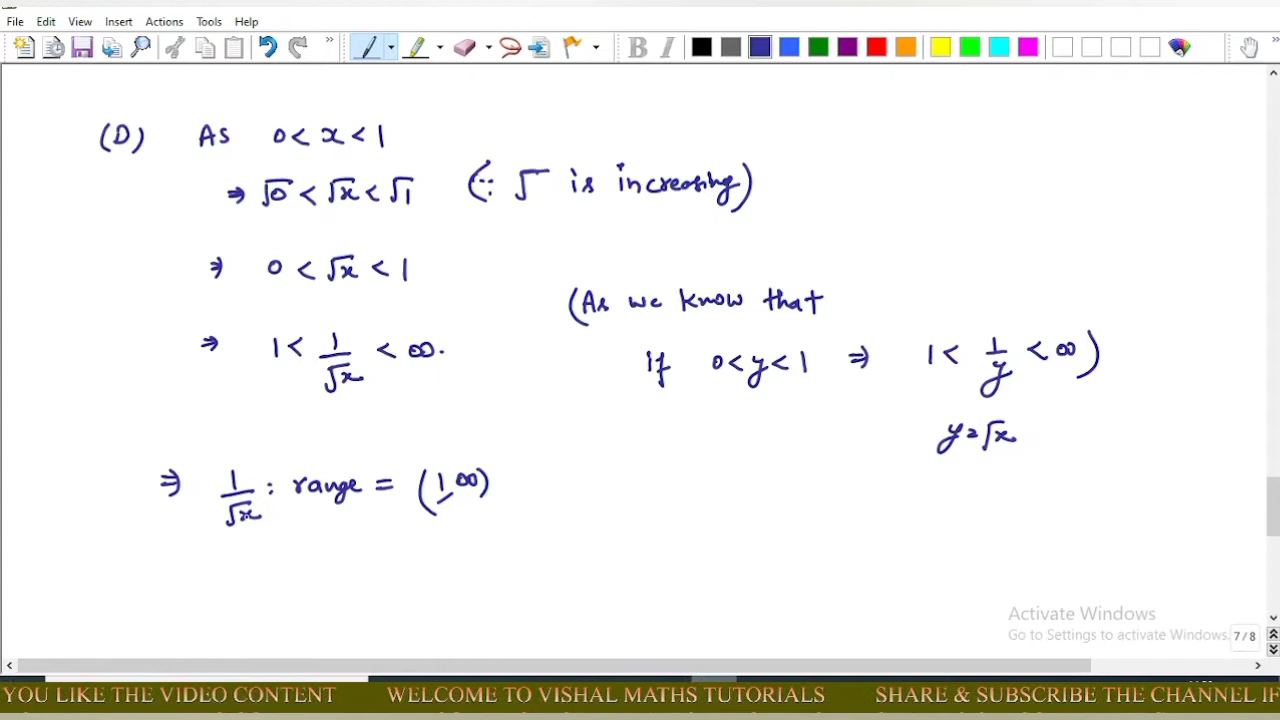 File Edit View Insert Actions Tools Help
(D) As 0 < x < 1
⇒ √0 < √x < √1 (∵ √ is increasing)
⇒ 0 < √x < 1
(As we know that
⇒ 1 < 1/√x < ∞.
if 0 < y < 1 ⇒ 1 < 1/y < ∞)
y = √x
⇒ 1/√x : range = (1, ∞)
Activate Windows
Go to Settings to activate Windows.
7/8
YOU LIKE THE VIDEO CONTENT WELCOME TO VISHAL MATHS TUTORIALS SHARE & SUBSCRIBE THE CHANNEL IF